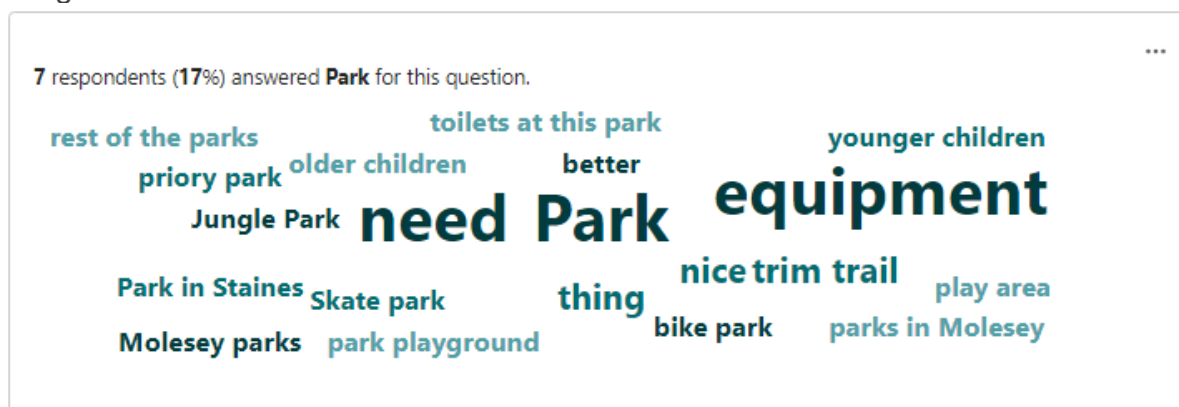 7 respondents (17%) answered Park for this question.
toilets at this park
rest of the parks
younger children
older children
better
priory park
equipment
Jungle Park
need
Park
nice
trim trail
Park in Staines
Skate park
thing
play area
bike park
parks in Molesey
Molesey parks
park playground